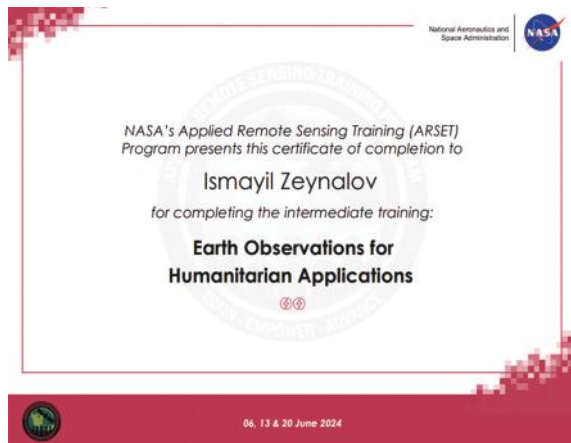 National Aeronautics and
Space Administration
NASA
NASA's Applied Remote Sensing Training (ARSET)
Program presents this certificate of completion to
Ismayil Zeynalov
for completing the intermediate training:
Earth Observations for
Humanitarian Applications
06, 13 & 20 June 2024